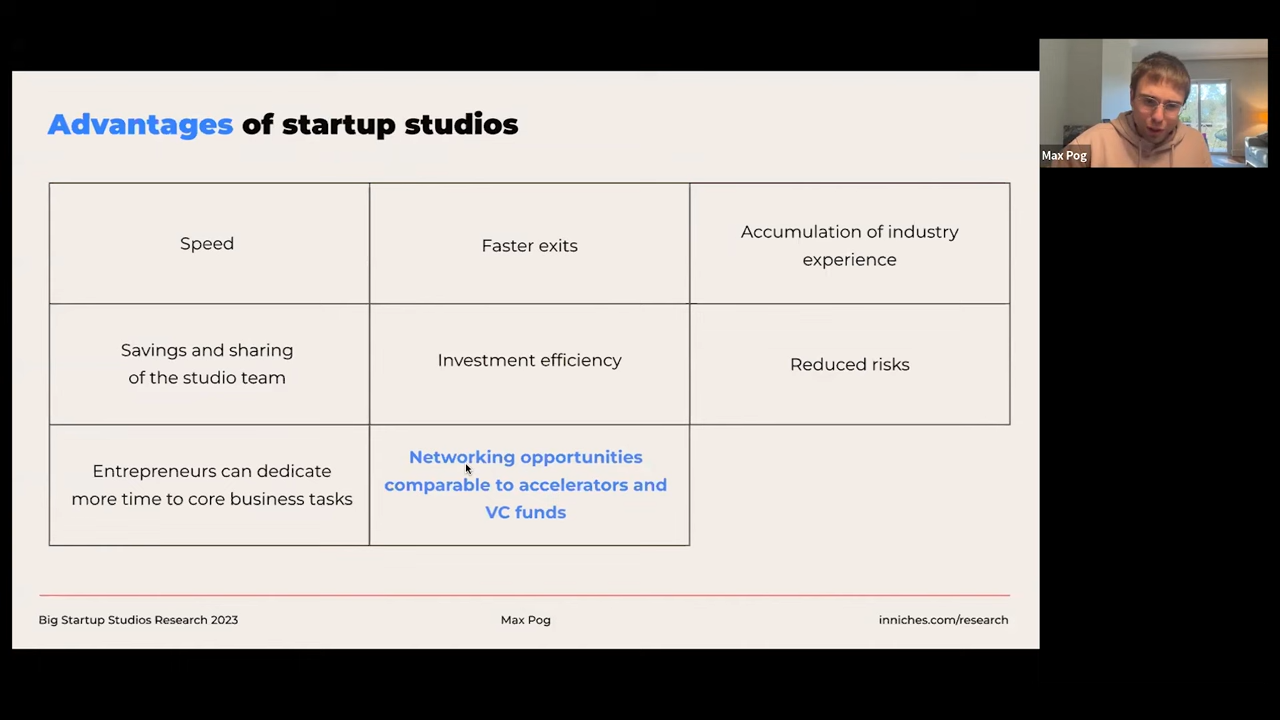 Advantages of startup studios
Max Pog
Speed
Faster exits
Accumulation of industry
experience
Savings and sharing
of the studio team
Investment efficiency
Reduced risks
Entrepreneurs can dedicate
more time to core business tasks
Networking opportunities
comparable to accelerators and
VC funds
Big Startup Studios Research 2023
Max Pog
inniches.com/research